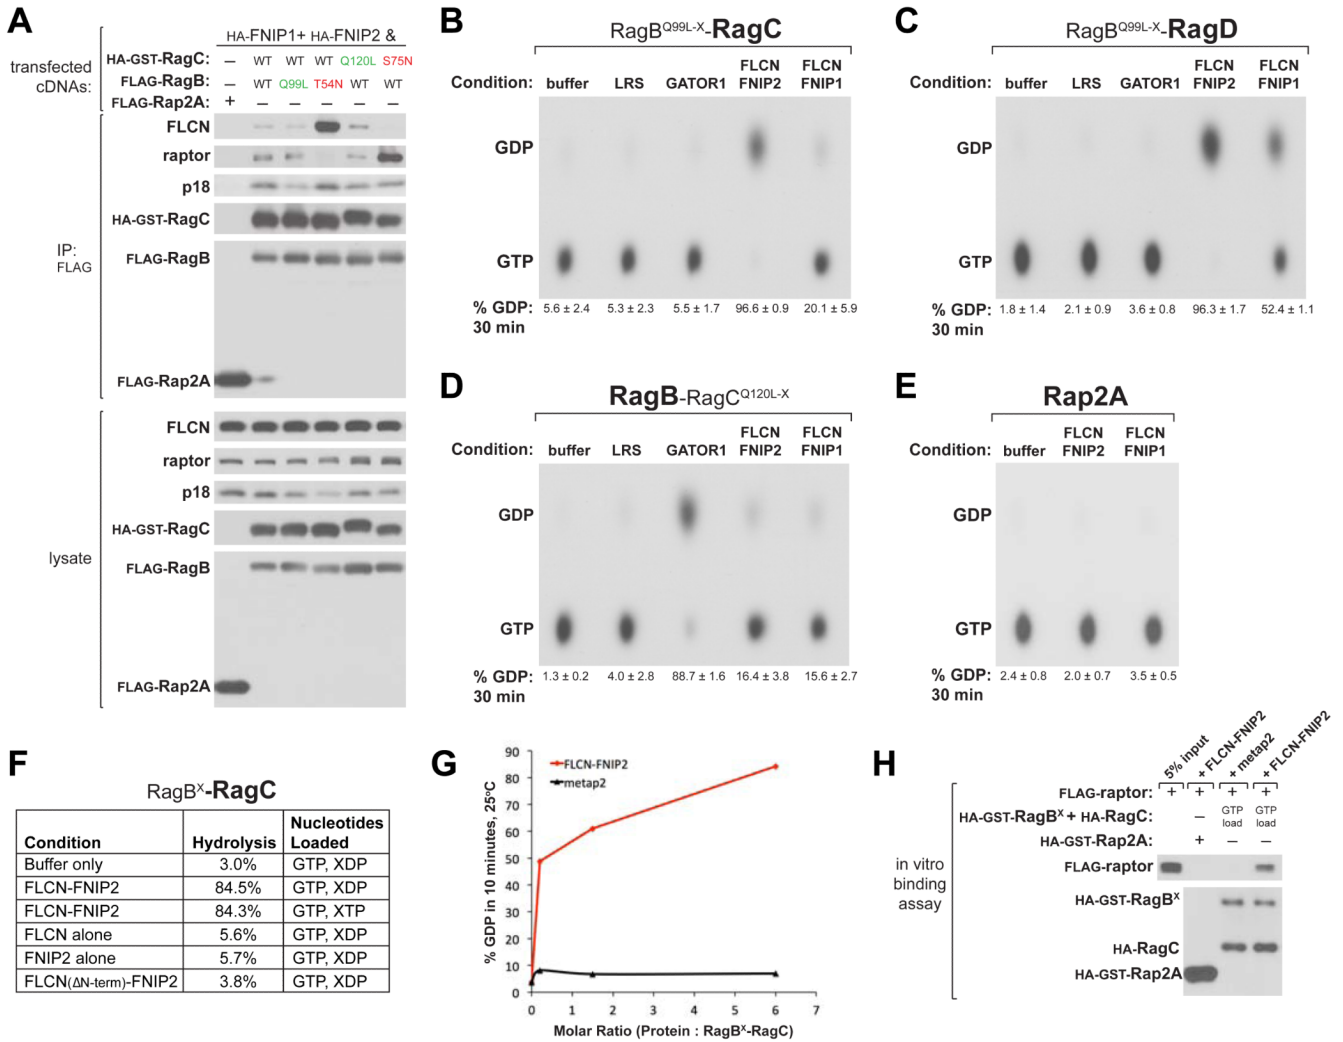 A
HA-FNIP1+ HA-FNIP2 &
transfected cDNAs:
HA-GST-RagC: – WT WT WT Q120L S75N
FLAG-RagB: – WT Q99L T54N WT WT
FLAG-Rap2A: + – – – – –
IP: FLAG
FLCN
raptor
p18
HA-GST-RagC
FLAG-RagB
FLAG-Rap2A
lysate
FLCN
raptor
p18
HA-GST-RagC
FLAG-RagB
FLAG-Rap2A
B
RagBQ99L-X-RagC
Condition: buffer LRS GATOR1 FLCN FNIP2 FLCN FNIP1
GDP
GTP
% GDP: 5.6 ± 2.4 5.3 ± 2.3 5.5 ± 1.7 96.6 ± 0.9 20.1 ± 5.9
30 min
C
RagBQ99L-X-RagD
Condition: buffer LRS GATOR1 FLCN FNIP2 FLCN FNIP1
GDP
GTP
% GDP: 1.8 ± 1.4 2.1 ± 0.9 3.6 ± 0.8 96.3 ± 1.7 52.4 ± 1.1
30 min
D
RagB-RagCQ120L-X
Condition: buffer LRS GATOR1 FLCN FNIP2 FLCN FNIP1
GDP
GTP
% GDP: 1.3 ± 0.2 4.0 ± 2.8 88.7 ± 1.6 16.4 ± 3.8 15.6 ± 2.7
30 min
E
Rap2A
Condition: buffer FLCN FNIP2 FLCN FNIP1
GDP
GTP
% GDP: 2.4 ± 0.8 2.0 ± 0.7 3.5 ± 0.5
30 min
F
RagBX-RagC
Condition Hydrolysis Nucleotides Loaded
Buffer only 3.0% GTP, XDP
FLCN-FNIP2 84.5% GTP, XDP
FLCN-FNIP2 84.3% GTP, XTP
FLCN alone 5.6% GTP, XDP
FNIP2 alone 5.7% GTP, XDP
FLCN(ΔN-term)-FNIP2 3.8% GTP, XDP
G
% GDP in 10 minutes, 25°C
90
80
70
60
50
40
30
20
10
0
FLCN-FNIP2
metap2
0 1 2 3 4 5 6 7
Molar Ratio (Protein : RagBX-RagC)
H
5% input
+ FLCN-FNIP2
+ metap2
+ FLCN-FNIP2
in vitro binding assay
FLAG-raptor: + + + +
HA-GST-RagBX + HA-RagC: – GTP load GTP load
HA-GST-Rap2A: + – –
FLAG-raptor
HA-GST-RagBX
HA-RagC
HA-GST-Rap2A